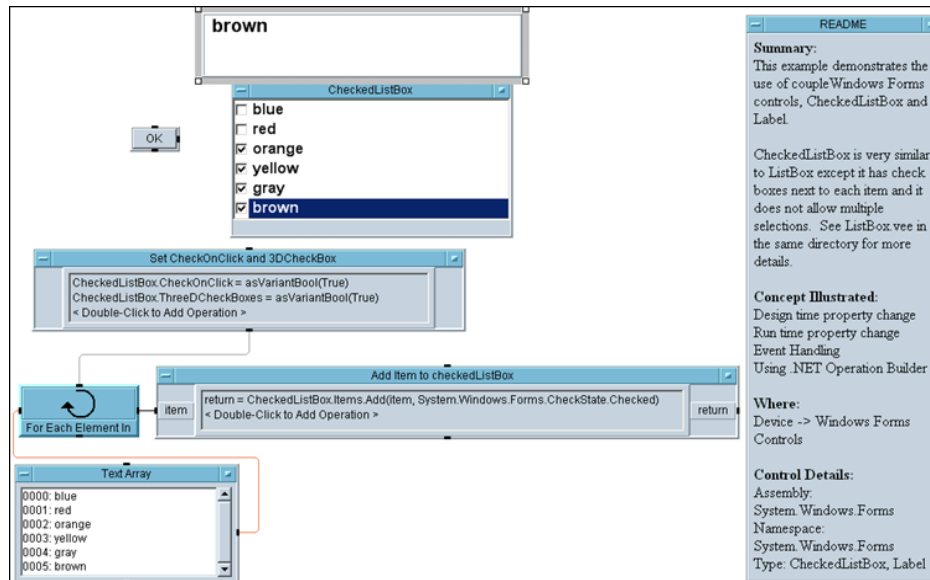 brown
CheckedListBox
blue
red
orange
yellow
gray
brown
OK
Set CheckOnClick and 3DCheckBox
CheckedListBox.CheckOnClick = asVariantBool(True)
CheckedListBox.ThreeDCheckBoxes = asVariantBool(True)
< Double-Click to Add Operation >
For Each Element In
Add Item to checkedListBox
item
return = CheckedListBox.Items.Add(item, System.Windows.Forms.CheckState.Checked)
< Double-Click to Add Operation >
return
Text Array
0000: blue
0001: red
0002: orange
0003: yellow
0004: gray
0005: brown
README
Summary:
This example demonstrates the
use of coupleWindows Forms
controls, CheckedListBox and
Label.
CheckedListBox is very similar
to ListBox except it has check
boxes next to each item and it
does not allow multiple
selections. See ListBox.vee in
the same directory for more
details.
Concept Illustrated:
Design time property change
Run time property change
Event Handling
Using .NET Operation Builder
Where:
Device -> Windows Forms
Controls
Control Details:
Assembly:
System.Windows.Forms
Namespace:
System.Windows.Forms
Type: CheckedListBox, Label